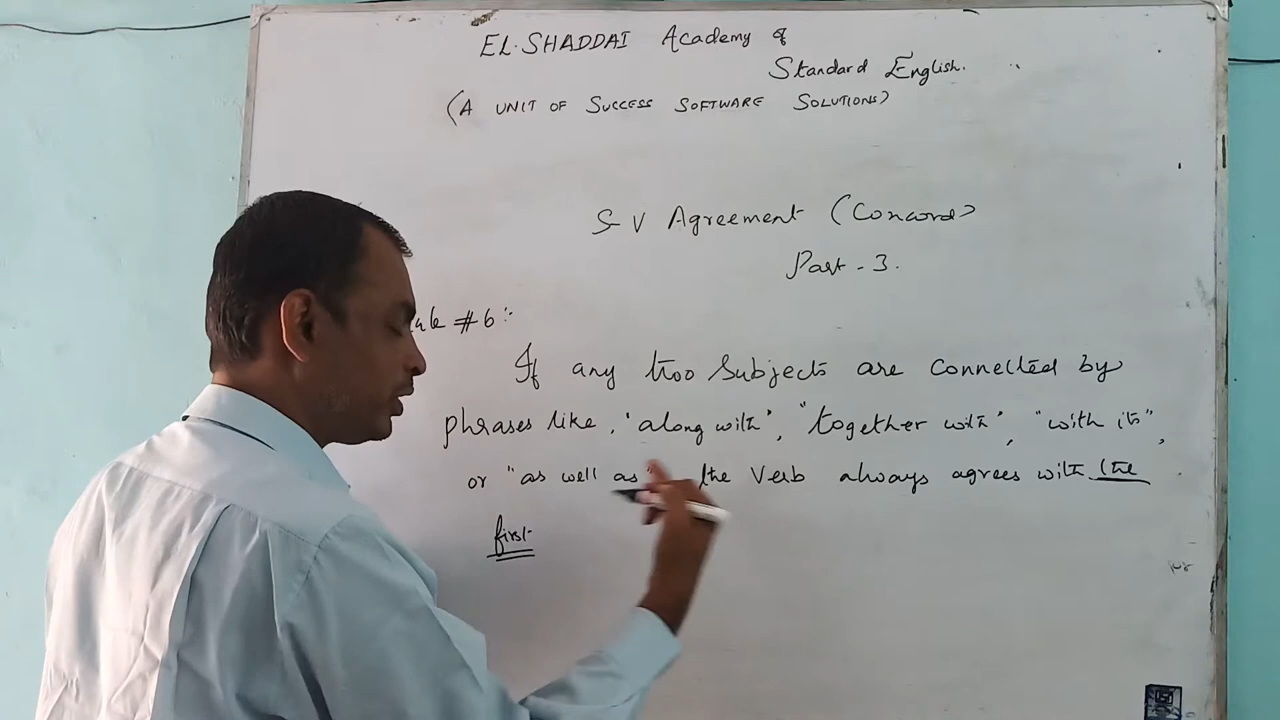 EL.SHADDAI Academy of
Standard English.
(A UNIT OF SUCCESS SOFTWARE SOLUTIONS)
S-V Agreement (Concord)
Part - 3.
#6:-
If any two Subjects are connected by
phrases like, "along with", "together with", "with it",
or "as well as" the Verb always agrees with the
first